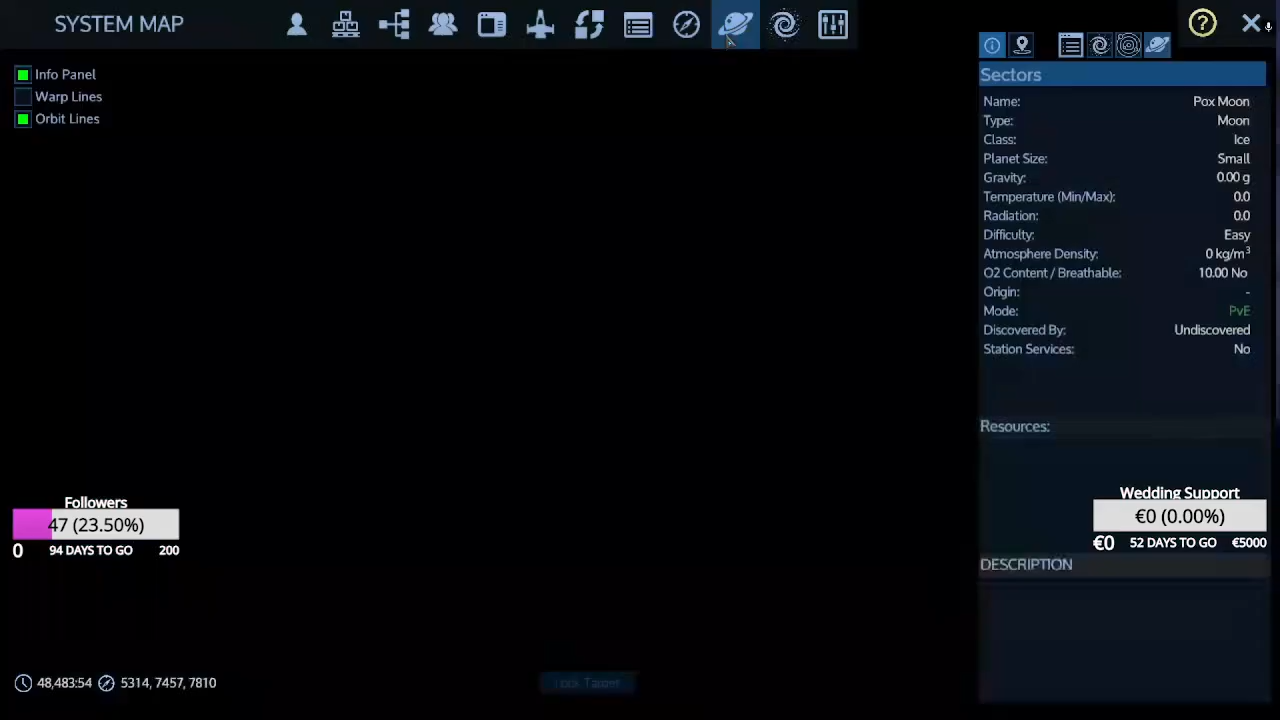 SYSTEM MAP
Info Panel
Warp Lines
Orbit Lines
Sectors
Name: Pox Moon
Type: Moon
Class: Ice
Planet Size: Small
Gravity: 0.00 g
Temperature (Min/Max): 0.0
Radiation: 0.0
Difficulty: Easy
Atmosphere Density: 0 kg/m³
O2 Content / Breathable: 10.00 No
Origin: -
Mode: PvE
Discovered By: Undiscovered
Station Services: No
Resources:
Followers
47 (23.50%)
0 94 DAYS TO GO 200
Wedding Support
€0 (0.00%)
€0 52 DAYS TO GO €5000
DESCRIPTION
48,483:54 5314, 7457, 7810
Lock Target